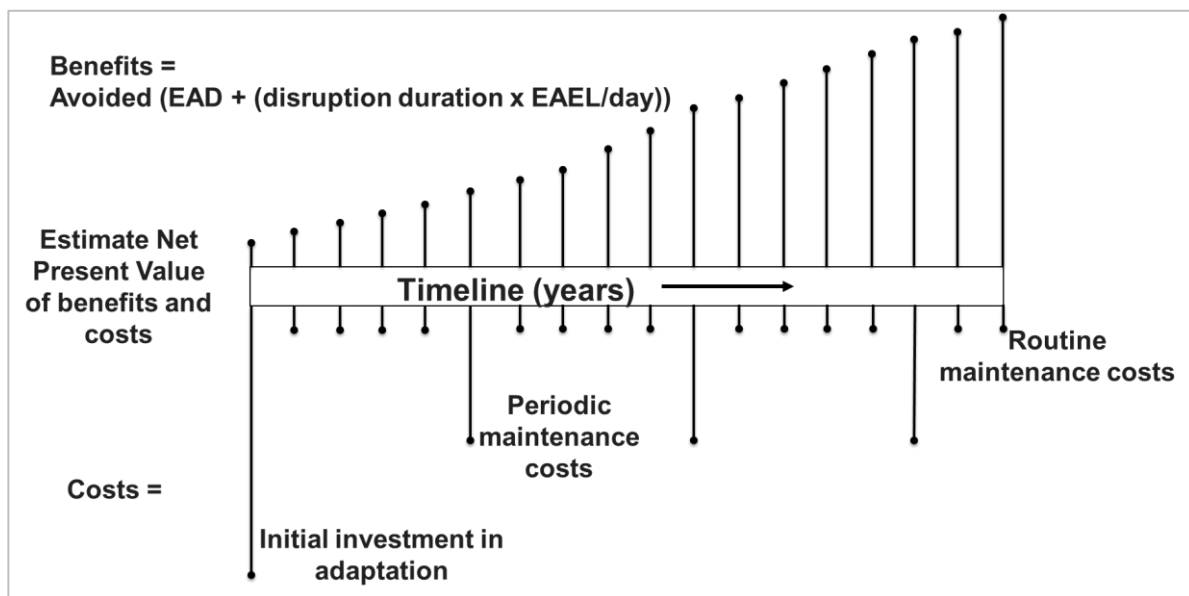 Benefits =
Avoided (EAD + (disruption duration x EAEL/day))
Estimate Net
Present Value
of benefits and
costs
Timeline (years)
Routine
maintenance costs
Periodic
maintenance
costs
Costs =
Initial investment in
adaptation